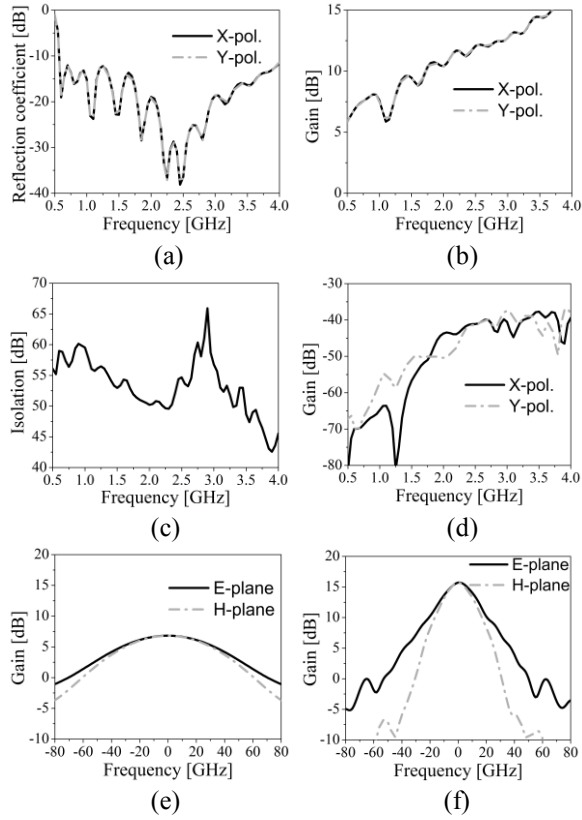 0
-10
-20
-30
-40
Reflection coefficient [dB]
X-pol.
Y-pol.
0.5 1.0 1.5 2.0 2.5 3.0 3.5 4.0
Frequency [GHz]
(a)
15
10
5
0
Gain [dB]
X-pol.
Y-pol.
0.5 1.0 1.5 2.0 2.5 3.0 3.5 4.0
Frequency [GHz]
(b)
70
65
60
55
50
45
40
Isolation [dB]
0.5 1.0 1.5 2.0 2.5 3.0 3.5 4.0
Frequency [GHz]
(c)
-30
-40
-50
-60
-70
-80
Gain [dB]
X-pol.
Y-pol.
0.5 1.0 1.5 2.0 2.5 3.0 3.5 4.0
Frequency [GHz]
(d)
20
15
10
5
0
-5
-10
Gain [dB]
E-plane
H-plane
-80 -60 -40 -20 0 20 40 60 80
Frequency [GHz]
(e)
20
15
10
5
0
-5
-10
Gain [dB]
E-plane
H-plane
-80 -60 -40 -20 0 20 40 60 80
Frequency [GHz]
(f)